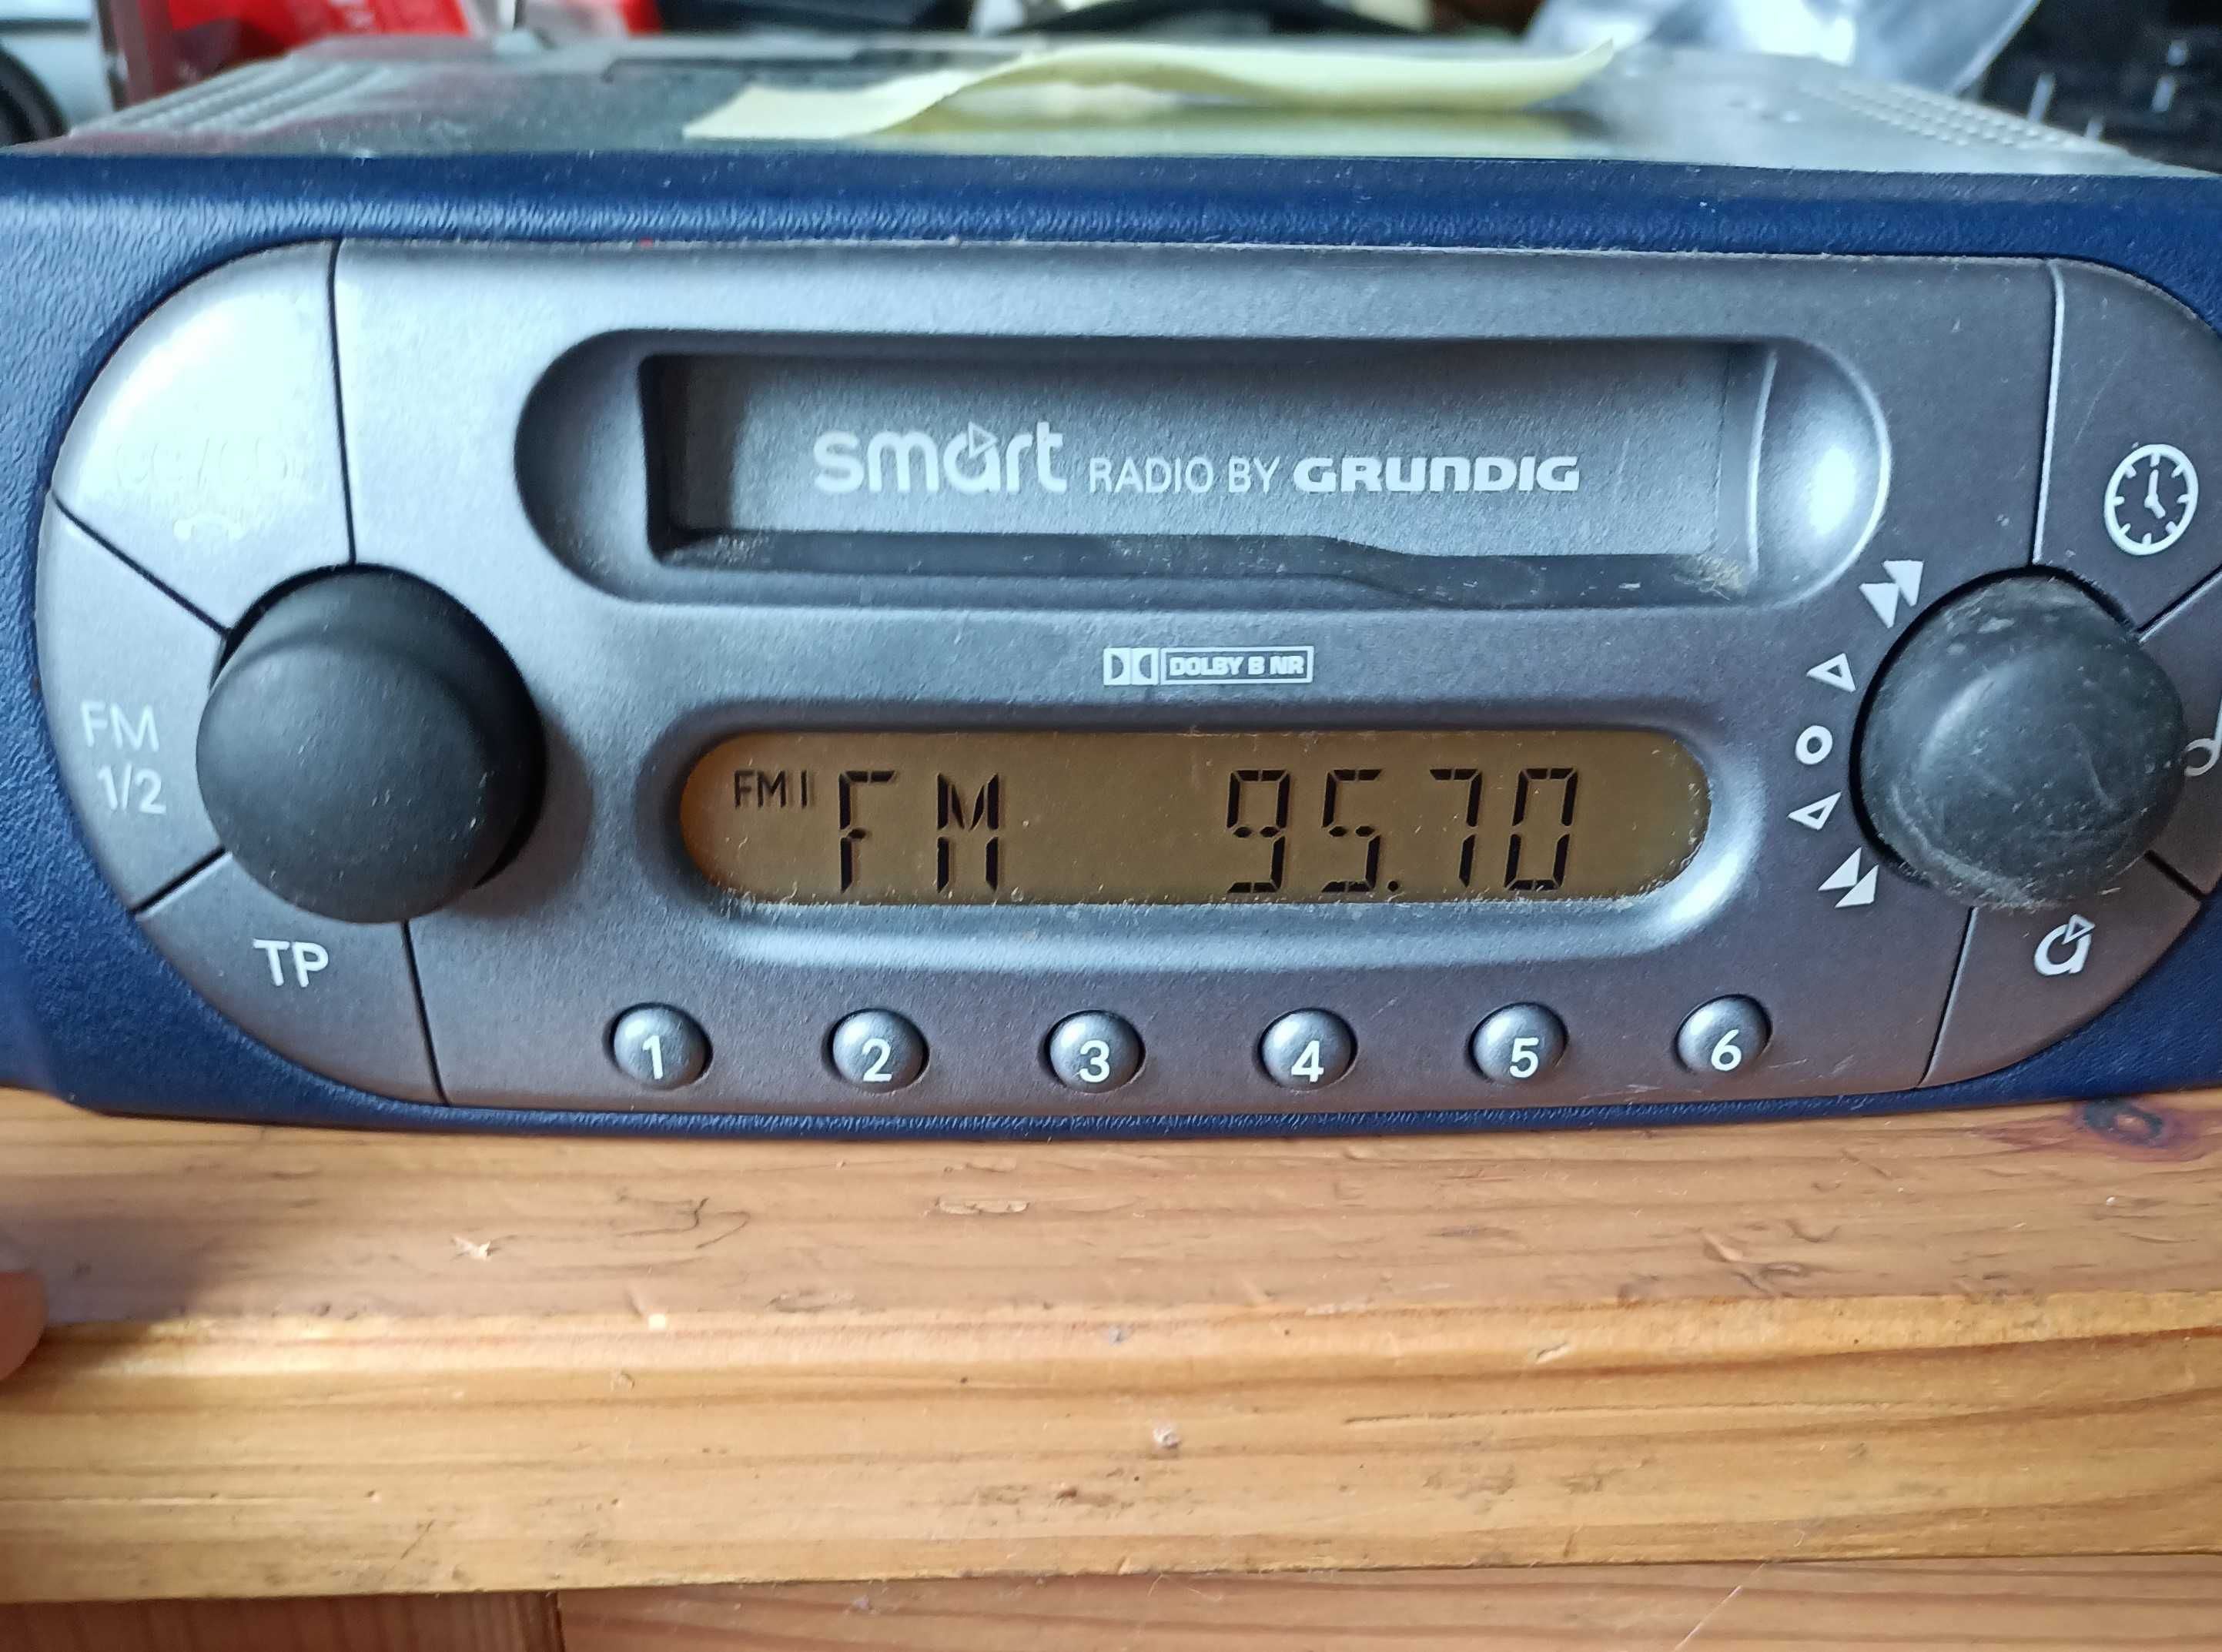 smart RADIO BY GRUNDIG
DOLBY B NR
FM
1/2
FM I FM 95.70
TP
1 2 3 4 5 6